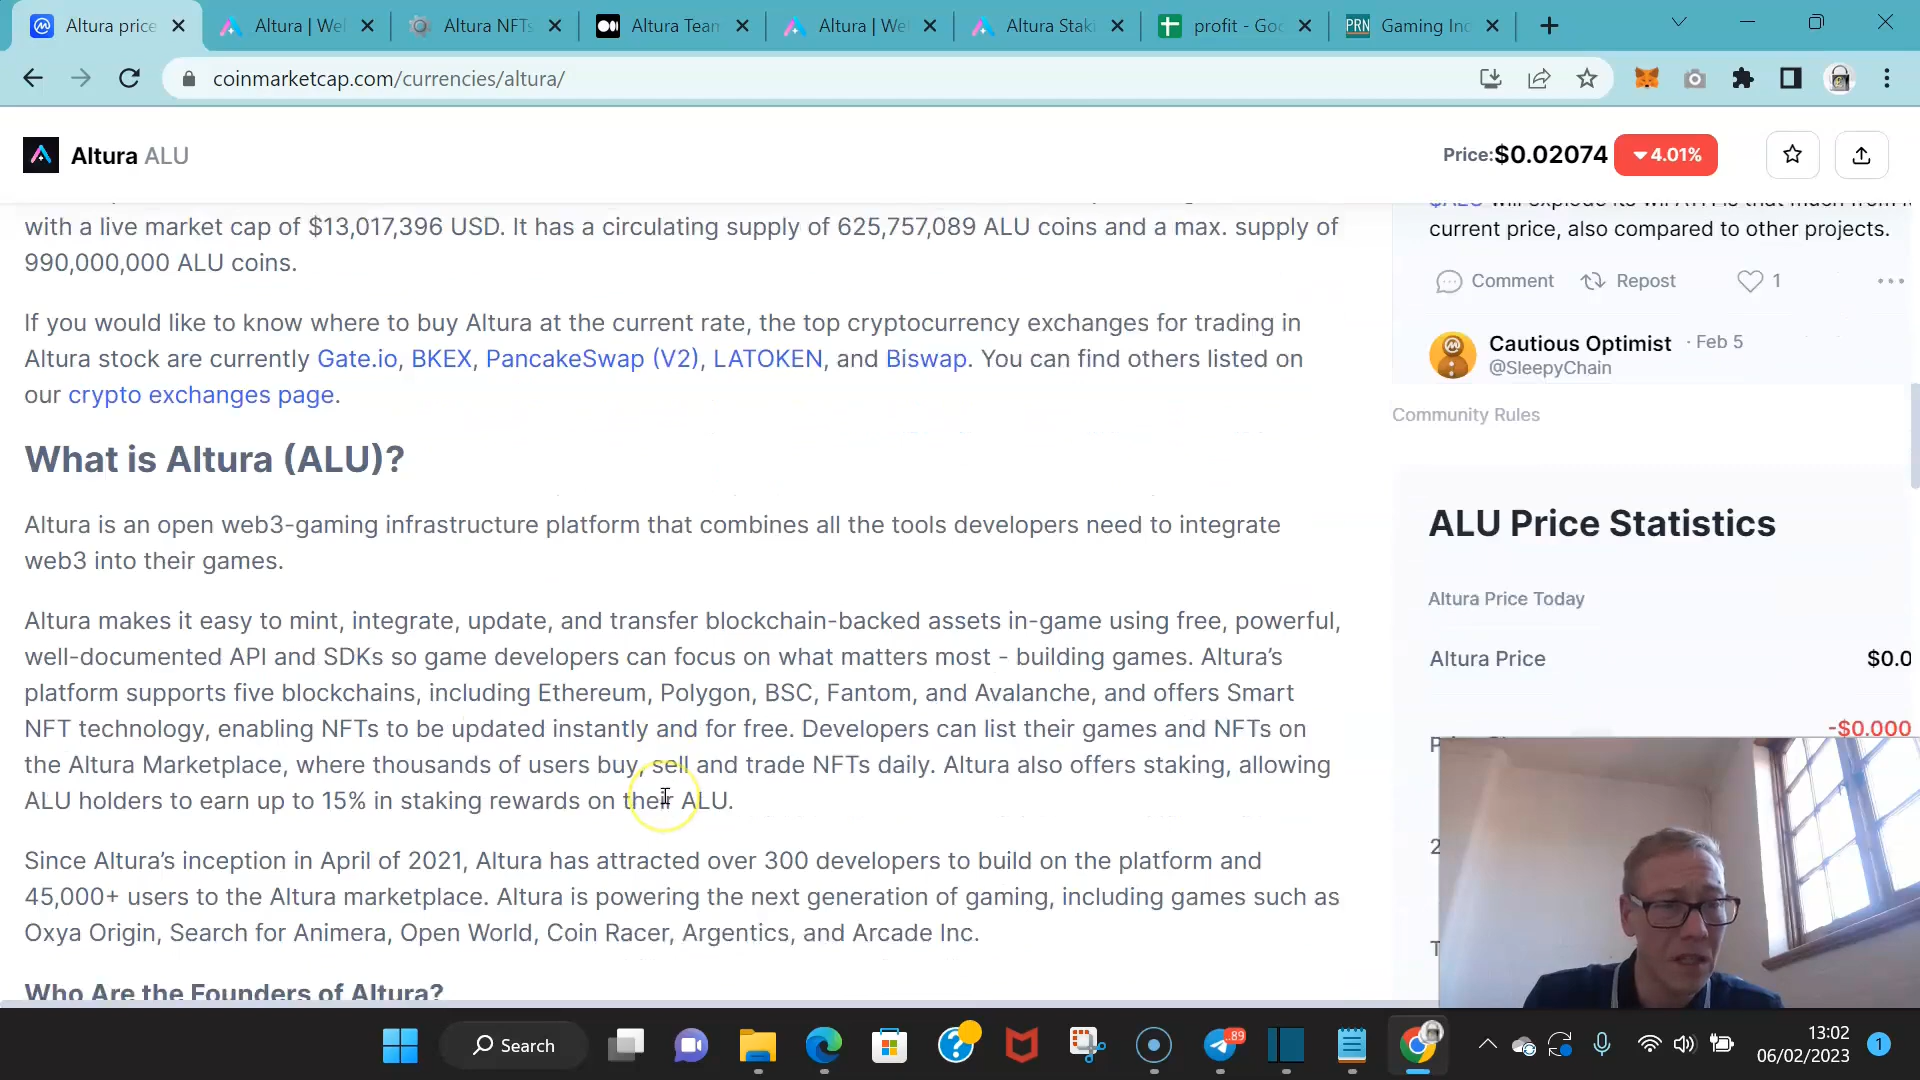 Altura price
Altura | Wel
Altura NFTs
Altura Team
Altura | We
Altura Staki
profit - Goo
PRN
Gaming Inc
coinmarketcap.com/currencies/altura/
Altura ALU
Price:$0.02074
4.01%
with a live market cap of $13,017,396 USD. It has a circulating supply of 625,757,089 ALU coins and a max. supply of
990,000,000 ALU coins.
If you would like to know where to buy Altura at the current rate, the top cryptocurrency exchanges for trading in
Altura stock are currently Gate.io, BKEX, PancakeSwap (V2), LATOKEN, and Biswap. You can find others listed on
our crypto exchanges page.
What is Altura (ALU)?
Altura is an open web3-gaming infrastructure platform that combines all the tools developers need to integrate
web3 into their games.
Altura makes it easy to mint, integrate, update, and transfer blockchain-backed assets in-game using free, powerful,
well-documented API and SDKs so game developers can focus on what matters most - building games. Altura's
platform supports five blockchains, including Ethereum, Polygon, BSC, Fantom, and Avalanche, and offers Smart
NFT technology, enabling NFTs to be updated instantly and for free. Developers can list their games and NFTs on
the Altura Marketplace, where thousands of users buy, sell and trade NFTs daily. Altura also offers staking, allowing
ALU holders to earn up to 15% in staking rewards on their ALU.
Since Altura's inception in April of 2021, Altura has attracted over 300 developers to build on the platform and
45,000+ users to the Altura marketplace. Altura is powering the next generation of gaming, including games such as
Oxya Origin, Search for Animera, Open World, Coin Racer, Argentics, and Arcade Inc.
Who Are the Founders of Altura?
current price, also compared to other projects.
Comment
Repost
1
Cautious Optimist · Feb 5
@SleepyChain
Community Rules
ALU Price Statistics
Altura Price Today
Altura Price
$0.0
-$0.000
2
Search
89
13:02
06/02/2023
1